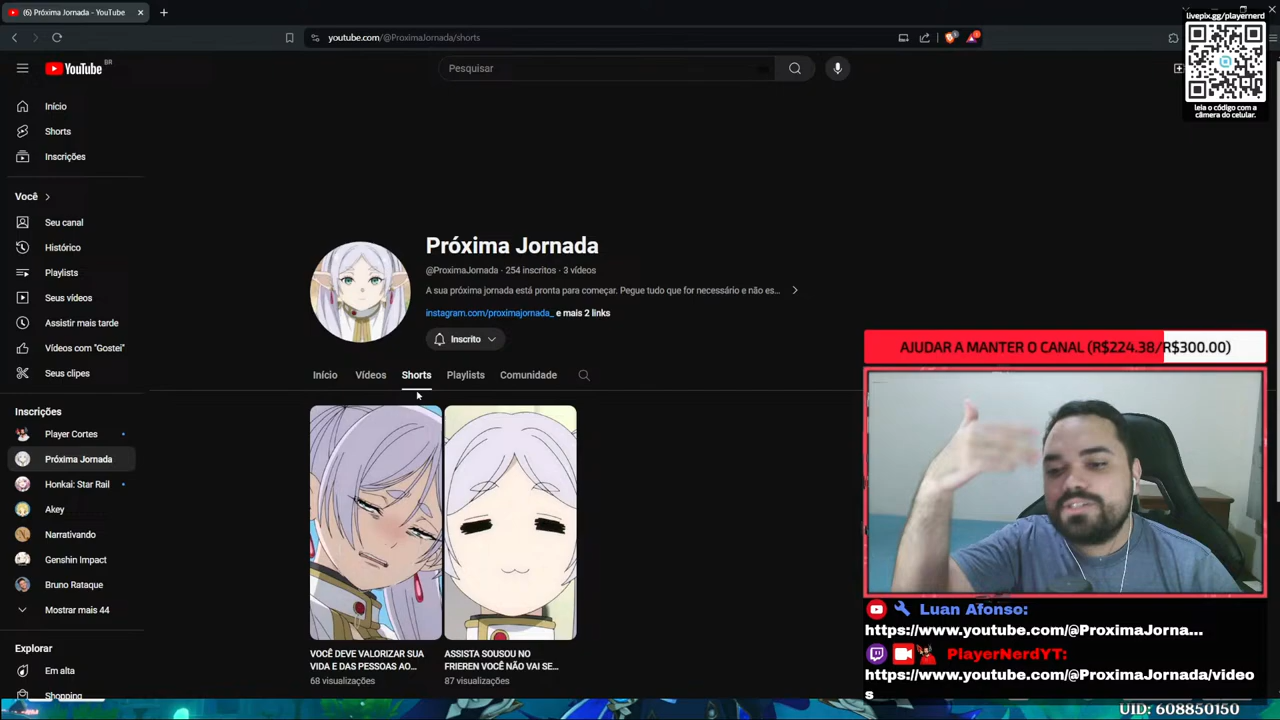 (6) Próxima Jornada - YouTube
youtube.com/@ProximaJornada/shorts
livepix.gg/playernerd
leia o código com a
câmera do celular.
YouTube BR
Pesquisar
Início
Shorts
Inscrições
Você
Seu canal
Histórico
Playlists
Seus vídeos
Assistir mais tarde
Vídeos com "Gostei"
Seus clipes
Inscrições
Player Cortes
Próxima Jornada
Honkai: Star Rail
Akey
Narrativando
Genshin Impact
Bruno Rataque
Mostrar mais 44
Explorar
Em alta
Shopping
Próxima Jornada
@ProximaJornada · 254 inscritos · 3 vídeos
A sua próxima jornada está pronta para começar. Pegue tudo que for necessário e não es...
instagram.com/proximajornada_ e mais 2 links
Inscrito
Início Vídeos Shorts Playlists Comunidade
VOCÊ DEVE VALORIZAR SUA
VIDA E DAS PESSOAS AO...
68 visualizações
ASSISTA SOUSOU NO
FRIEREN VOCÊ NÃO VAI SE...
87 visualizações
AJUDAR A MANTER O CANAL (R$224.38/R$300.00)
Luan Afonso:
https://www.youtube.com/@ProximaJorna...
PlayerNerdYT:
https://www.youtube.com/@ProximaJornada/video
s
UID: 608850150